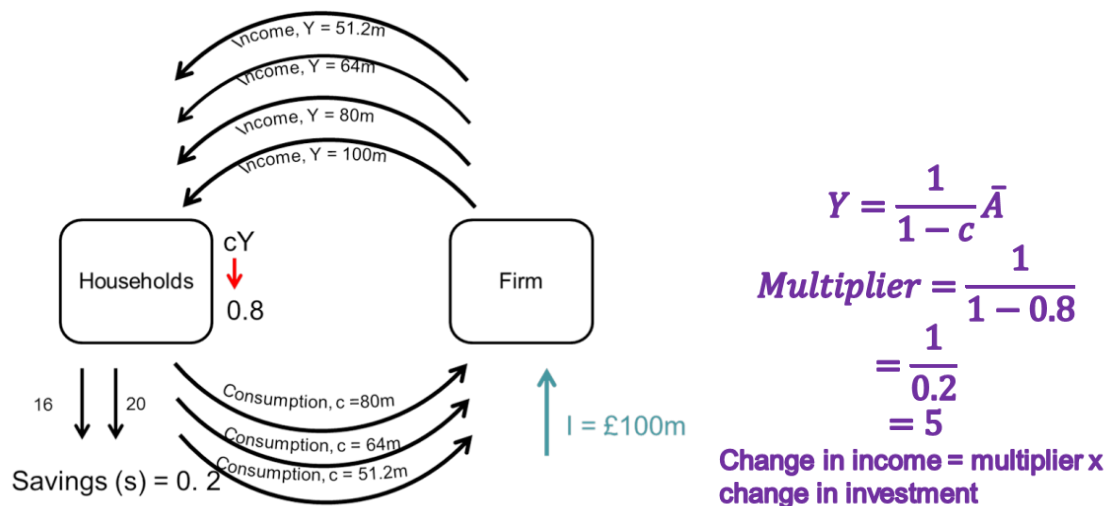 Income, Y = 51.2m
Income, Y = 64m
Income, Y = 80m
Income, Y = 100m
Households
cY
0.8
Firm
16
20
Consumption, c =80m
Consumption, c = 64m
Consumption, c = 51.2m
I = £100m
Savings (s) = 0. 2
Y = 1/(1 − c) Ā
Multiplier = 1/(1 − 0.8)
= 1/0.2
= 5
Change in income = multiplier x
change in investment